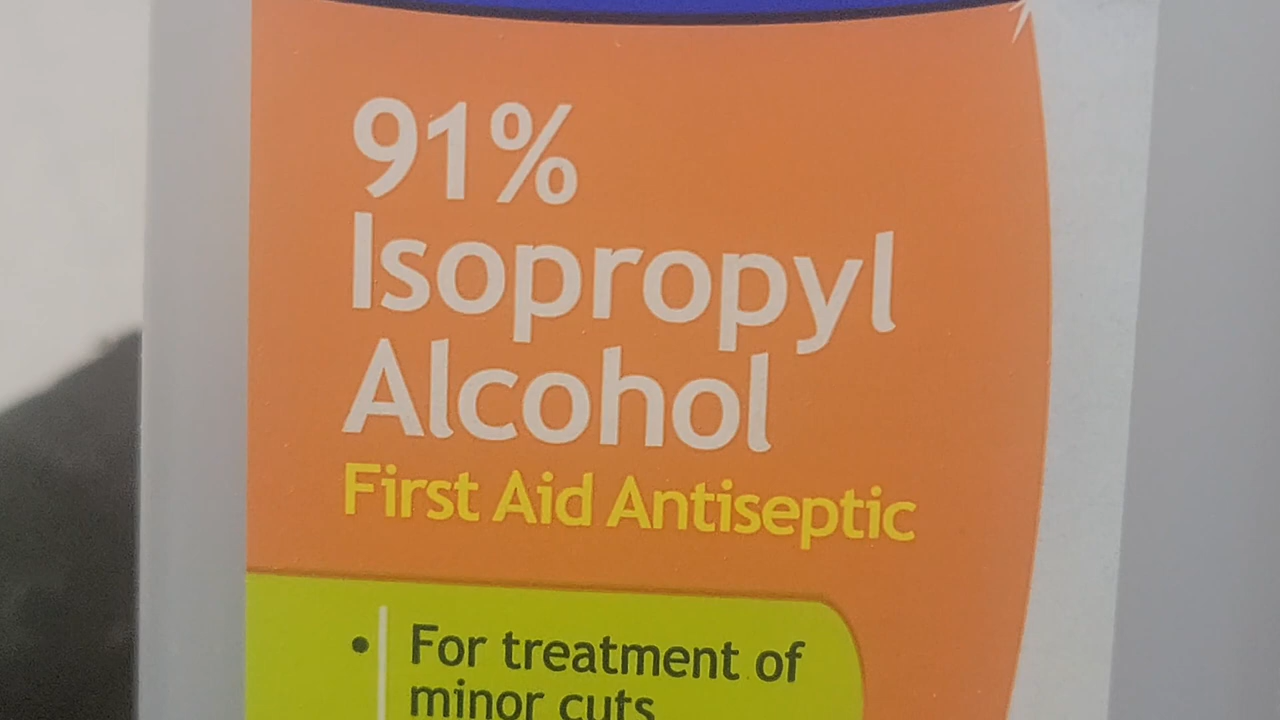 91%
Isopropyl
Alcohol
First Aid Antiseptic
• For treatment of
minor cuts